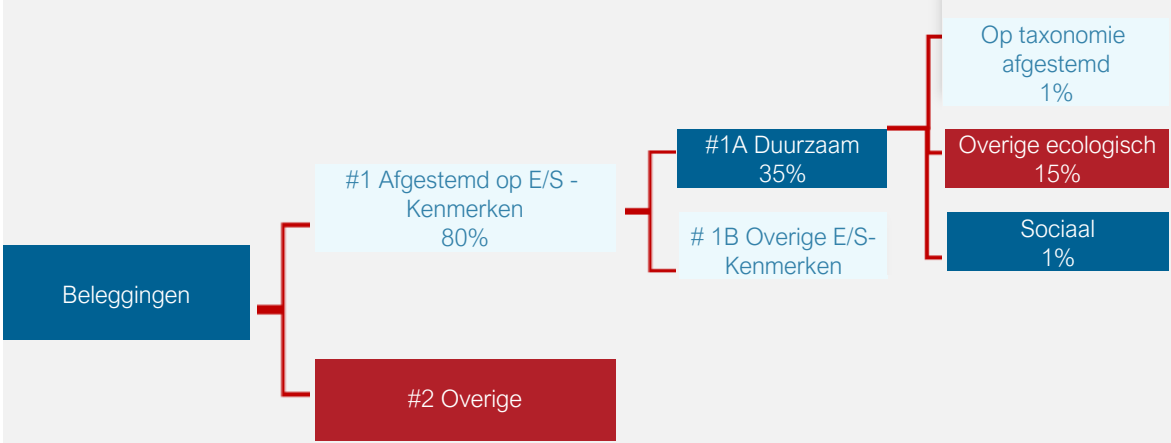 Op taxonomie
afgestemd
1%
#1A Duurzaam
35%
Overige ecologisch
15%
#1 Afgestemd op E/S -
Kenmerken
80%
# 1B Overige E/S-
Kenmerken
Sociaal
1%
Beleggingen
#2 Overige